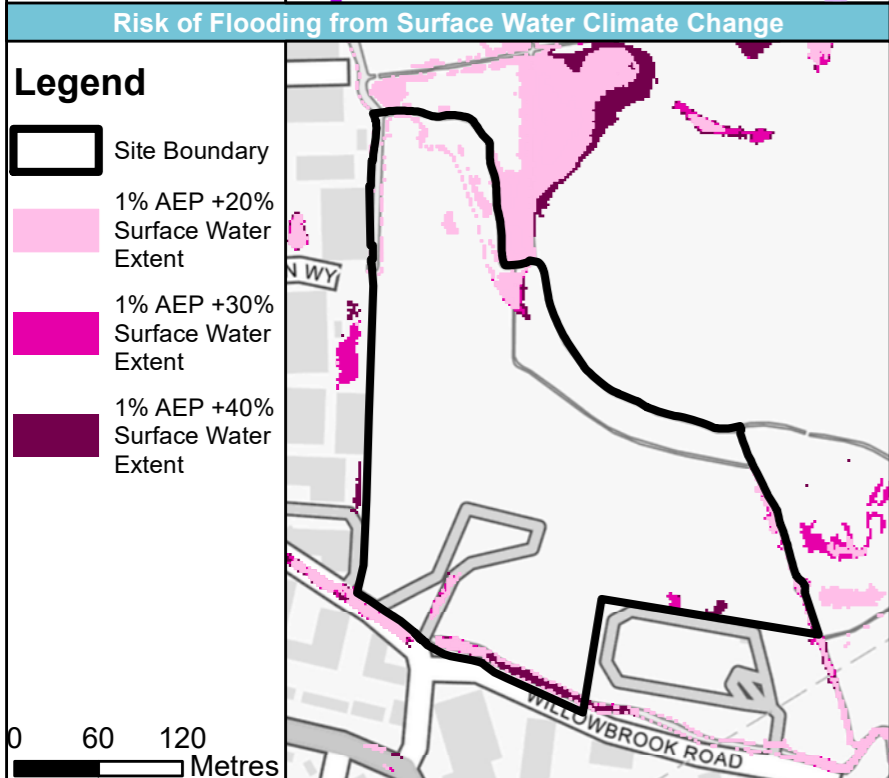 Risk of Flooding from Surface Water Climate Change
Legend
Site Boundary
1% AEP +20%
Surface Water
Extent
1% AEP +30%
Surface Water
Extent
1% AEP +40%
Surface Water
Extent
0 60 120
Metres
N WY
WILLOWBROOK ROAD